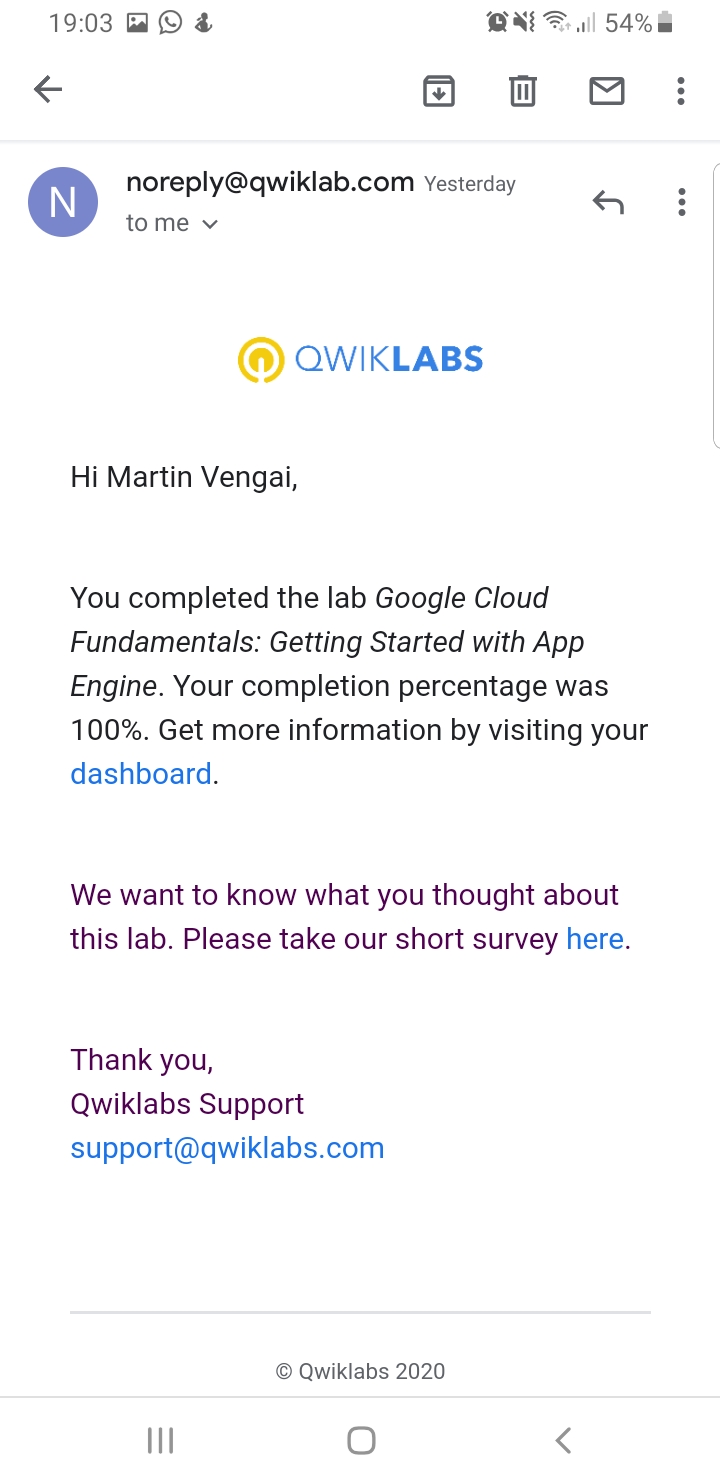 19:03 54%
noreply@qwiklab.com Yesterday
to me
N
QWIKLABS
Hi Martin Vengai,
You completed the lab Google Cloud
Fundamentals: Getting Started with App
Engine. Your completion percentage was
100%. Get more information by visiting your
dashboard.
We want to know what you thought about
this lab. Please take our short survey here.
Thank you,
Qwiklabs Support
support@qwiklabs.com
© Qwiklabs 2020